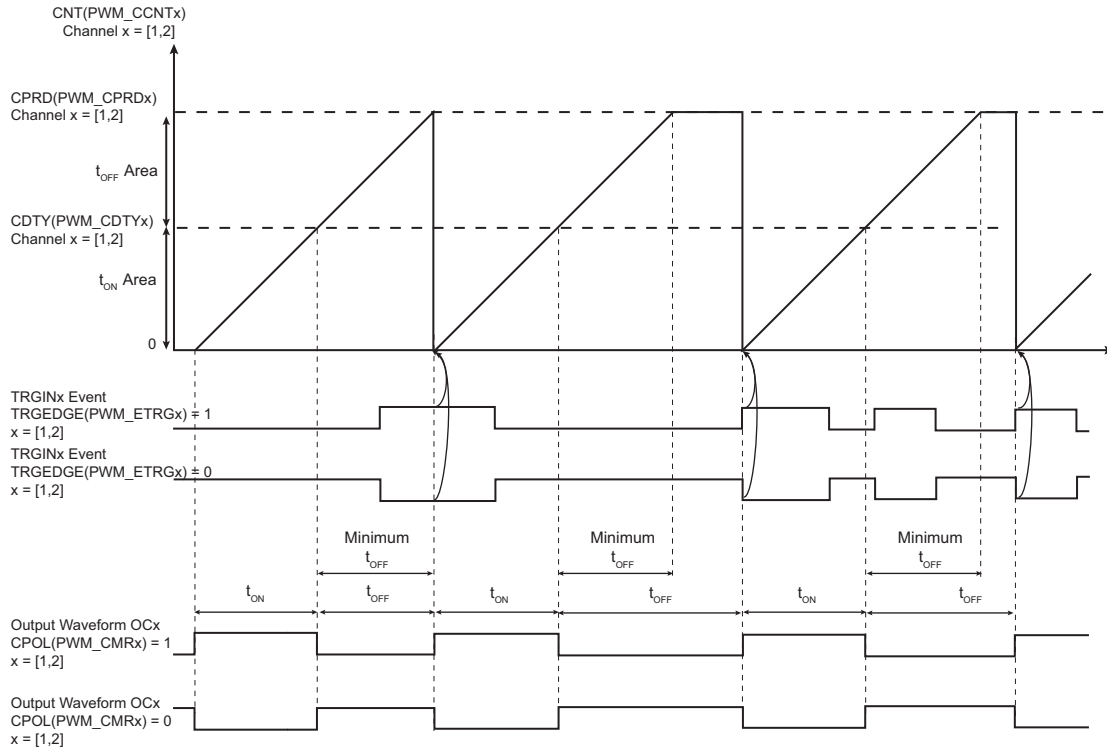 CNT(PWM_CCNTx)
Channel x = [1,2]
CPRD(PWM_CPRDx)
Channel x = [1,2]
tOFF Area
CDTY(PWM_CDTYx)
Channel x = [1,2]
tON Area
0
TRGINx Event
TRGEDGE(PWM_ETRGx) = 1
x = [1,2]
TRGINx Event
TRGEDGE(PWM_ETRGx) = 0
x = [1,2]
Minimum
tOFF
Minimum
tOFF
Minimum
tOFF
tON
tOFF
tON
tOFF
tON
tOFF
Output Waveform OCx
CPOL(PWM_CMRx) = 1
x = [1,2]
Output Waveform OCx
CPOL(PWM_CMRx) = 0
x = [1,2]